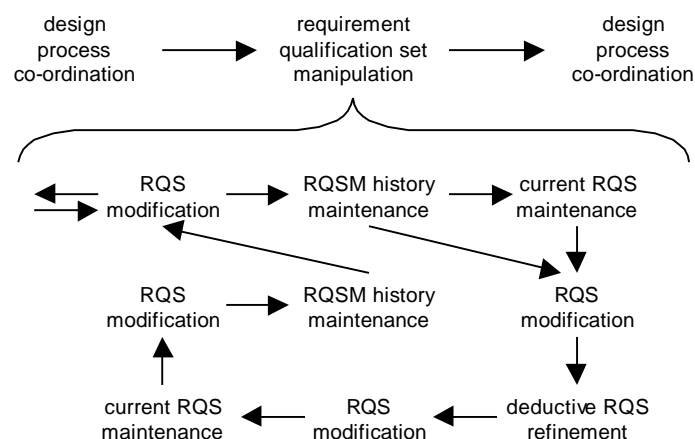 design
process
co-ordination
requirement
qualification set
manipulation
design
process
co-ordination
RQS
modification
RQSM history
maintenance
current RQS
maintenance
RQS
modification
RQSM history
maintenance
RQS
modification
current RQS
maintenance
RQS
modification
deductive RQS
refinement